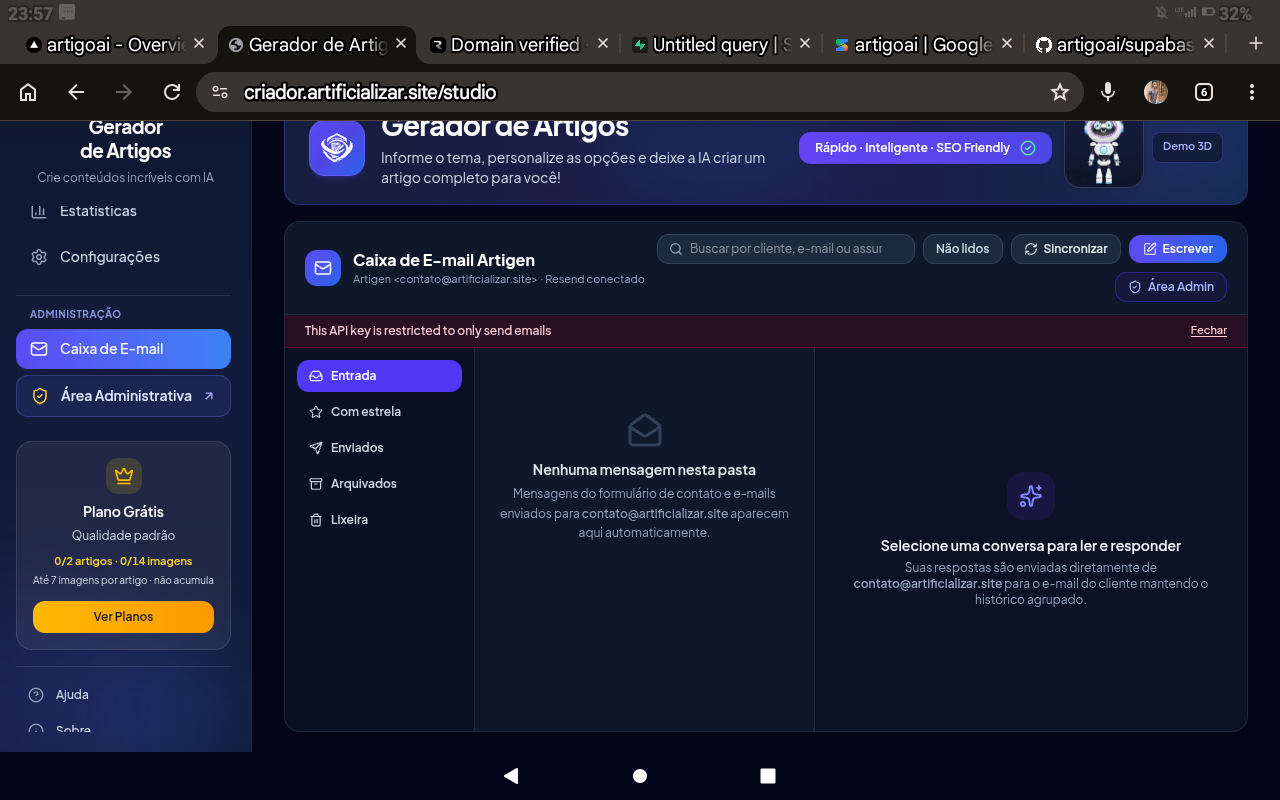 23:57
32%
artigoai - Overvie
Gerador de Artig
Domain verified
Untitled query | S
artigoai | Google
artigoai/supabas
criador.artificializar.site/studio
6
Gerador
de Artigos
Crie conteúdos incríveis com IA
Estatísticas
Configurações
ADMINISTRAÇÃO
Caixa de E-mail
Área Administrativa
Plano Grátis
Qualidade padrão
0/2 artigos · 0/14 imagens
Até 7 imagens por artigo · não acumula
Ver Planos
Ajuda
Sobre
Gerador de Artigos
Informe o tema, personalize as opções e deixe a IA criar um
artigo completo para você!
Rápido · Inteligente · SEO Friendly
Demo 3D
Caixa de E-mail Artigen
Artigen <contato@artificializar.site> · Resend conectado
Buscar por cliente, e-mail ou assur
Não lidos
Sincronizar
Escrever
Área Admin
This API key is restricted to only send emails
Fechar
Entrada
Com estrela
Enviados
Arquivados
Lixeira
Nenhuma mensagem nesta pasta
Mensagens do formulário de contato e e-mails
enviados para contato@artificializar.site aparecem
aqui automaticamente.
Selecione uma conversa para ler e responder
Suas respostas são enviadas diretamente de
contato@artificializar.site para o e-mail do cliente mantendo o
histórico agrupado.